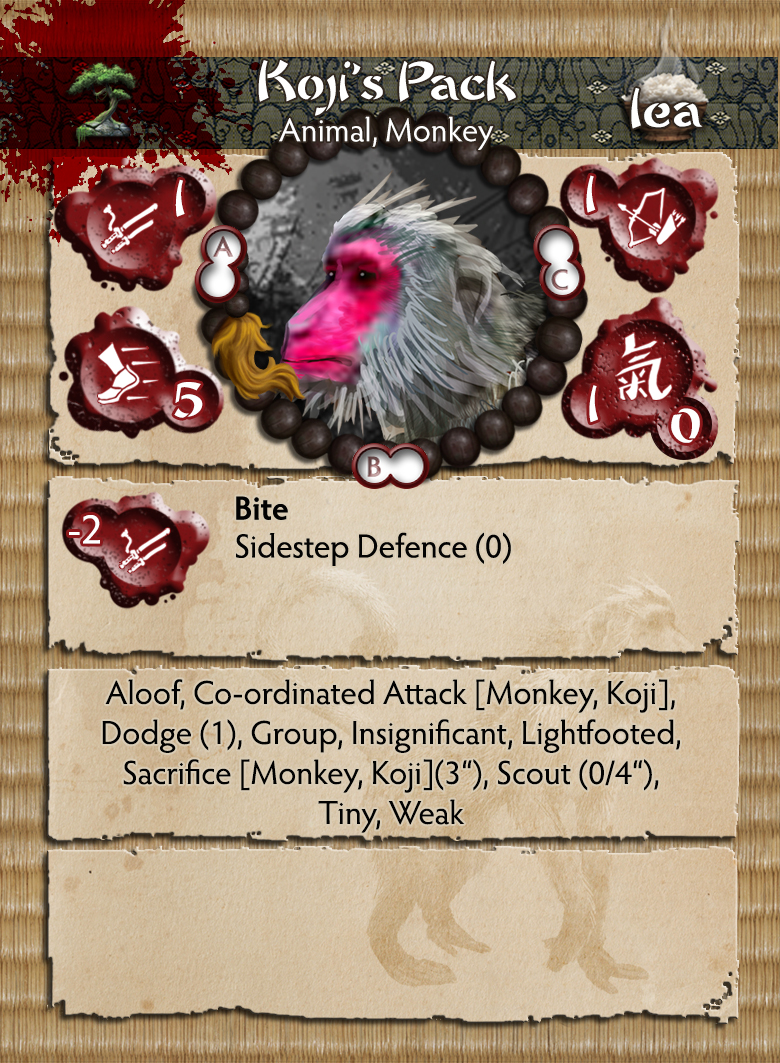 Koji's Pack
Animal, Monkey
1ea
1
1
A
C
5
氣
1
0
B
-2
Bite
Sidestep Defence (0)
Aloof, Co-ordinated Attack [Monkey, Koji],
Dodge (1), Group, Insignificant, Lightfooted,
Sacrifice [Monkey, Koji](3“), Scout (0/4“),
Tiny, Weak